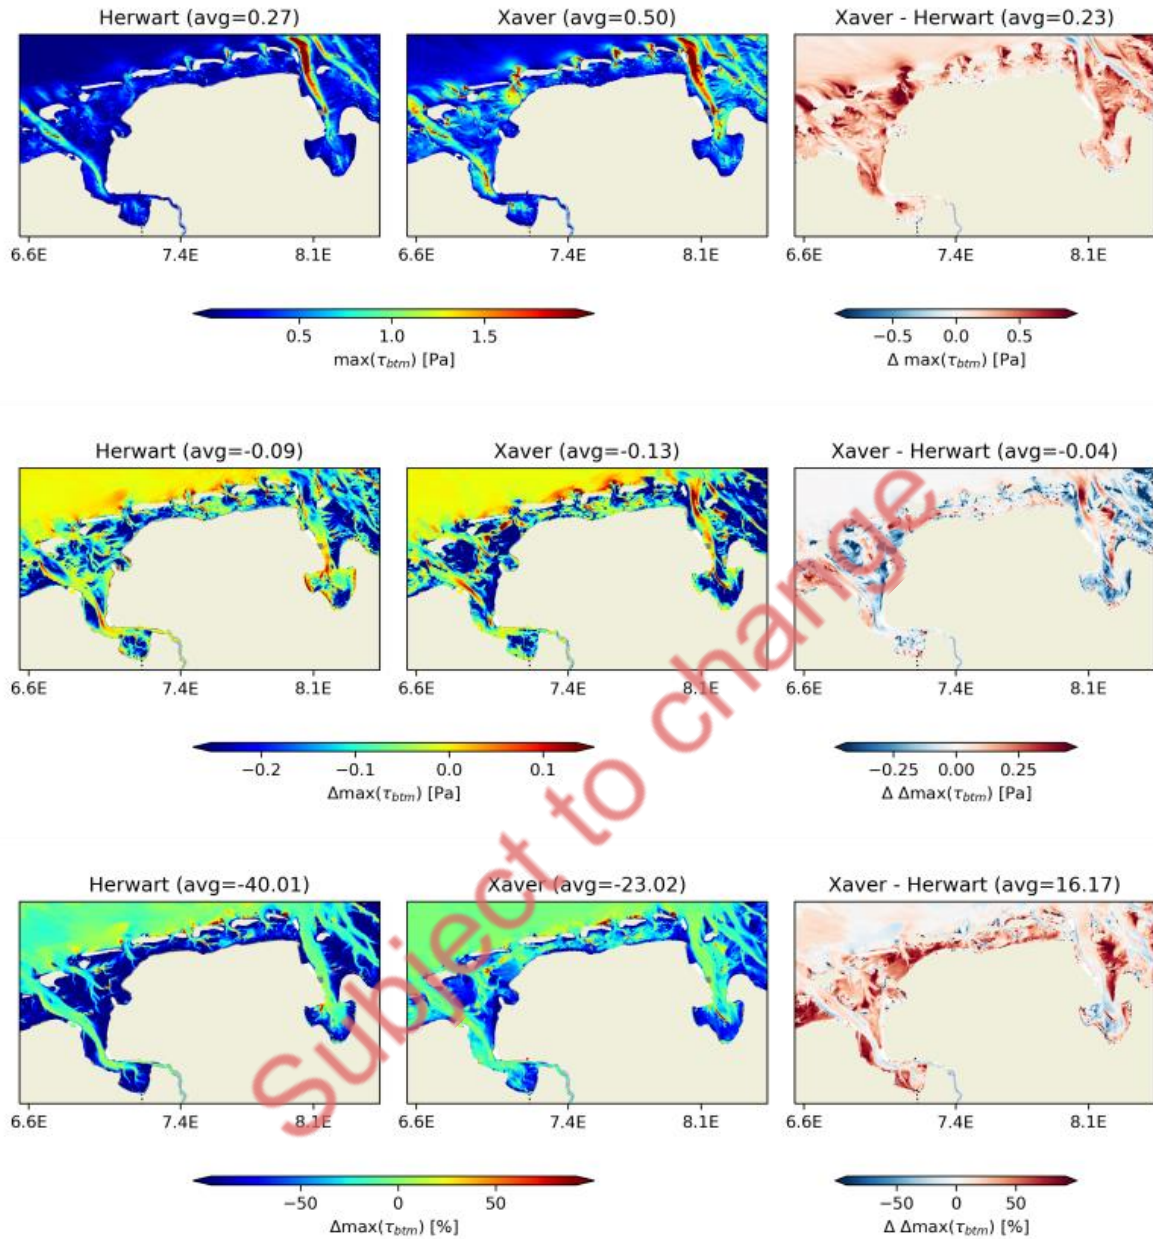 Herwart (avg=0.27) Xaver (avg=0.50) Xaver - Herwart (avg=0.23)
6.6E 7.4E 8.1E 6.6E 7.4E 8.1E 6.6E 7.4E 8.1E
0.5 1.0 1.5 −0.5 0.0 0.5
max(τbtm) [Pa] Δ max(τbtm) [Pa]
Herwart (avg=-0.09) Xaver (avg=-0.13) Xaver - Herwart (avg=-0.04)
6.6E 7.4E 8.1E 6.6E 7.4E 8.1E 6.6E 7.4E 8.1E
−0.2 −0.1 0.0 0.1 −0.25 0.00 0.25
Δmax(τbtm) [Pa] Δ Δmax(τbtm) [Pa]
Herwart (avg=-40.01) Xaver (avg=-23.02) Xaver - Herwart (avg=16.17)
6.6E 7.4E 8.1E 6.6E 7.4E 8.1E 6.6E 7.4E 8.1E
−50 0 50 −50 0 50
Δmax(τbtm) [%] Δ Δmax(τbtm) [%]
Subject to change